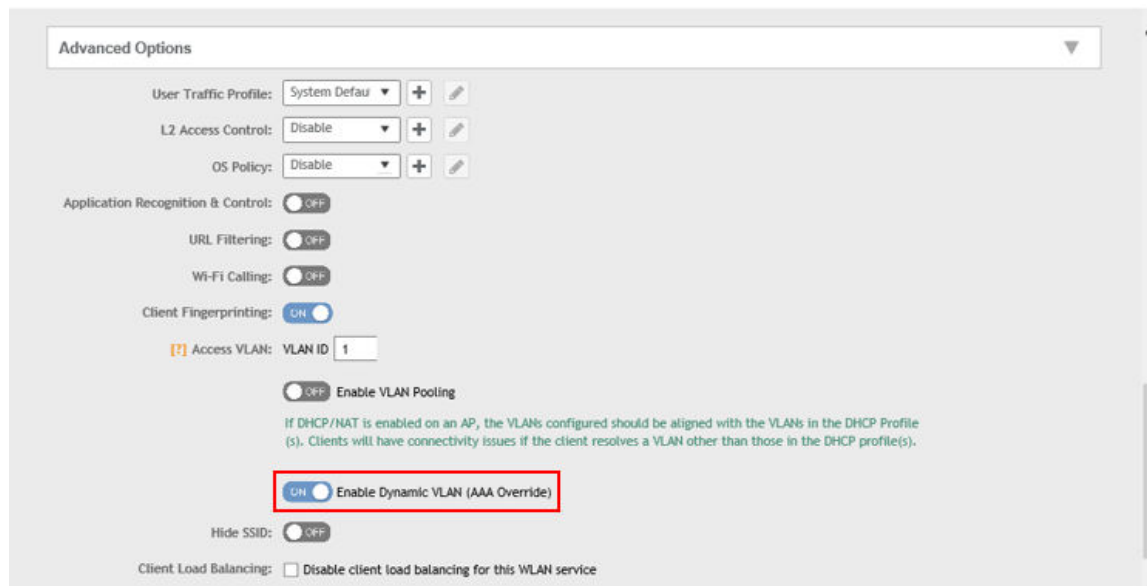 Advanced Options
User Traffic Profile: System Defau
L2 Access Control: Disable
OS Policy: Disable
Application Recognition & Control: OFF
URL Filtering: OFF
Wi-Fi Calling: OFF
Client Fingerprinting: ON
[?] Access VLAN: VLAN ID 1
OFF Enable VLAN Pooling
If DHCP/NAT is enabled on an AP, the VLANs configured should be aligned with the VLANs in the DHCP Profile
(s). Clients will have connectivity issues if the client resolves a VLAN other than those in the DHCP profile(s).
ON Enable Dynamic VLAN (AAA Override)
Hide SSID: OFF
Client Load Balancing: Disable client load balancing for this WLAN service